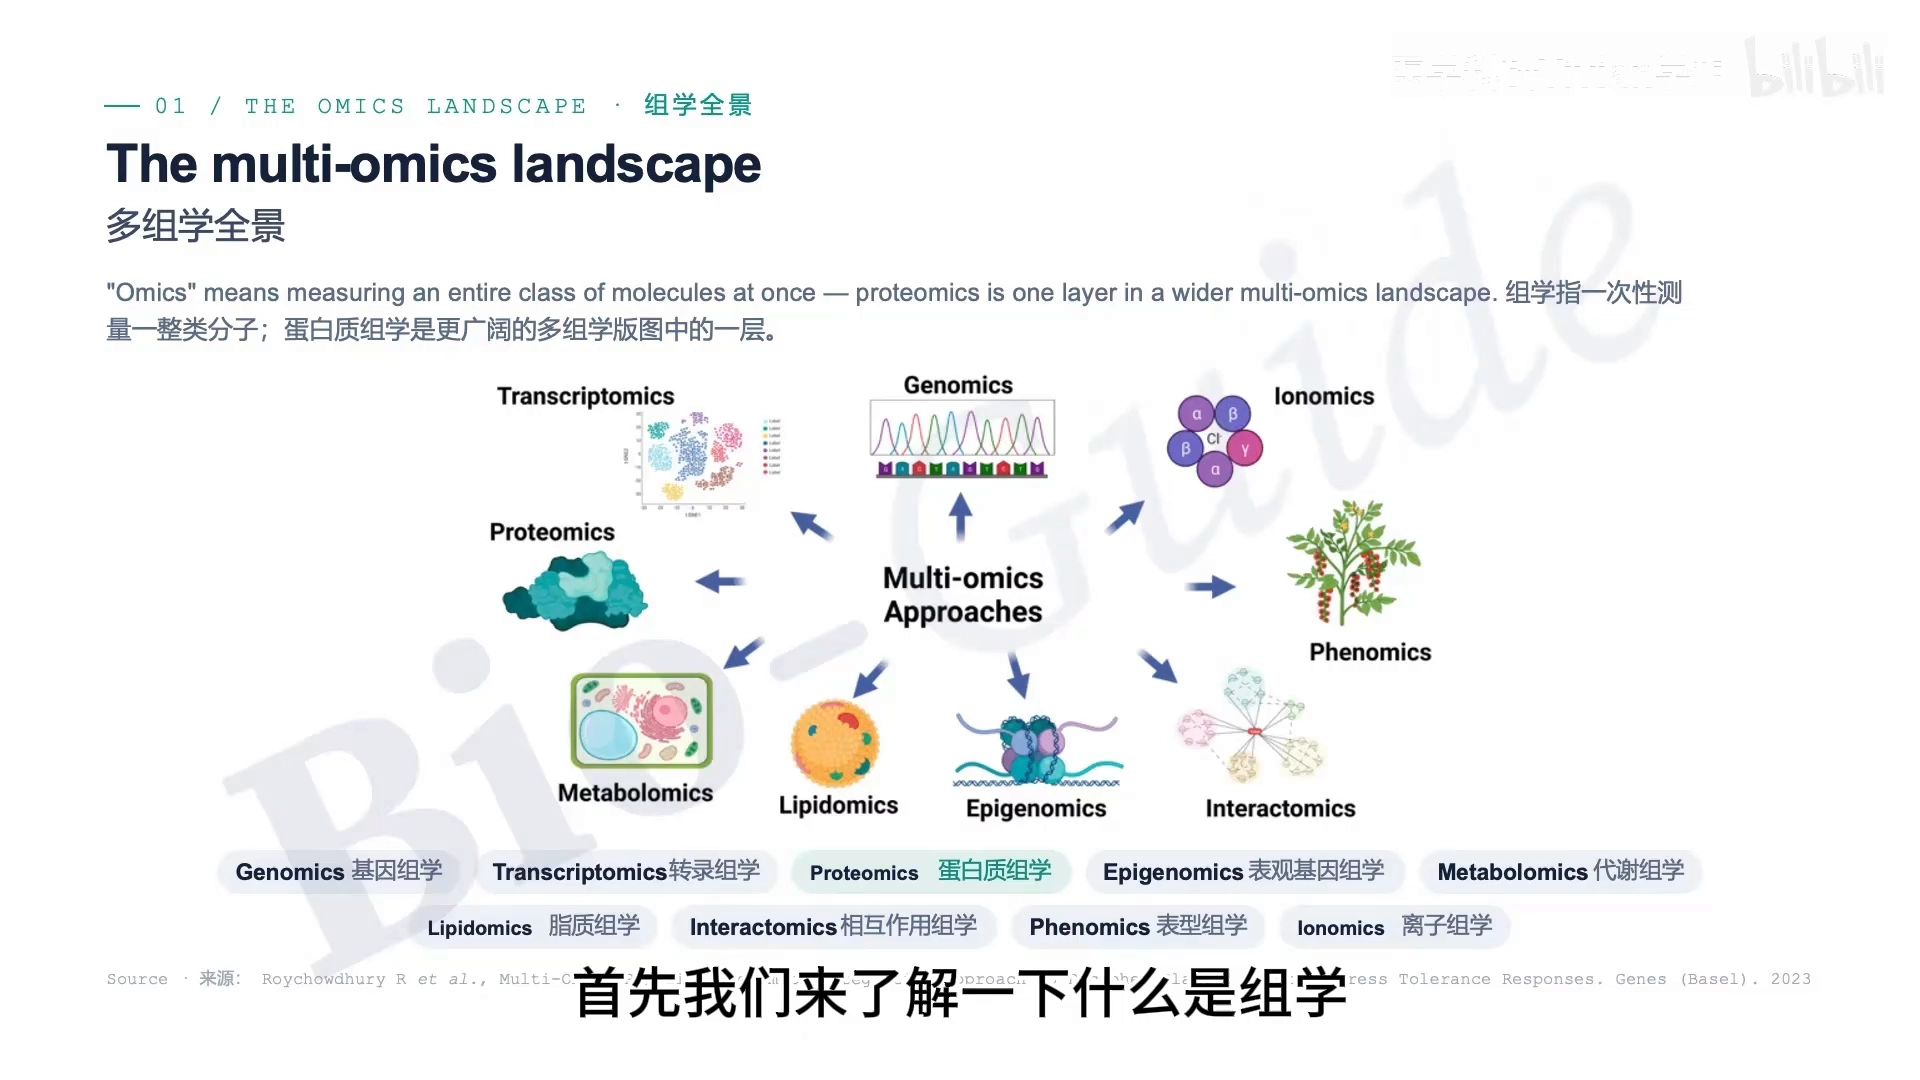 bilibili
01 / THE OMICS LANDSCAPE · 组学全景
The multi-omics landscape
多组学全景
"Omics" means measuring an entire class of molecules at once — proteomics is one layer in a wider multi-omics landscape. 组学指一次性测
量一整类分子；蛋白质组学是更广阔的多组学版图中的一层。
Transcriptomics
Genomics
Ionomics
α β
β Cl- γ
α
Proteomics
Multi-omics
Approaches
Phenomics
Metabolomics
Lipidomics
Epigenomics
Interactomics
Genomics 基因组学
Transcriptomics 转录组学
Proteomics 蛋白质组学
Epigenomics 表观基因组学
Metabolomics 代谢组学
Lipidomics 脂质组学
Interactomics 相互作用组学
Phenomics 表型组学
Ionomics 离子组学
Source · 来源： Roychowdhury R et al., Tolerance Responses. Genes (Basel). 2023
首先我们来了解一下什么是组学
Bio-Guide